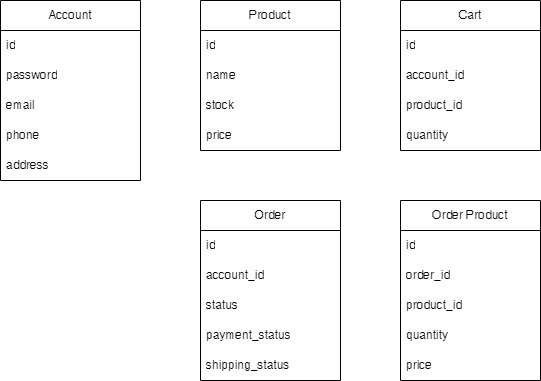 Account
id
password
email
phone
address
Product
id
name
stock
price
Cart
id
account_id
product_id
quantity
Order
id
account_id
status
payment_status
shipping_status
Order Product
id
order_id
product_id
quantity
price